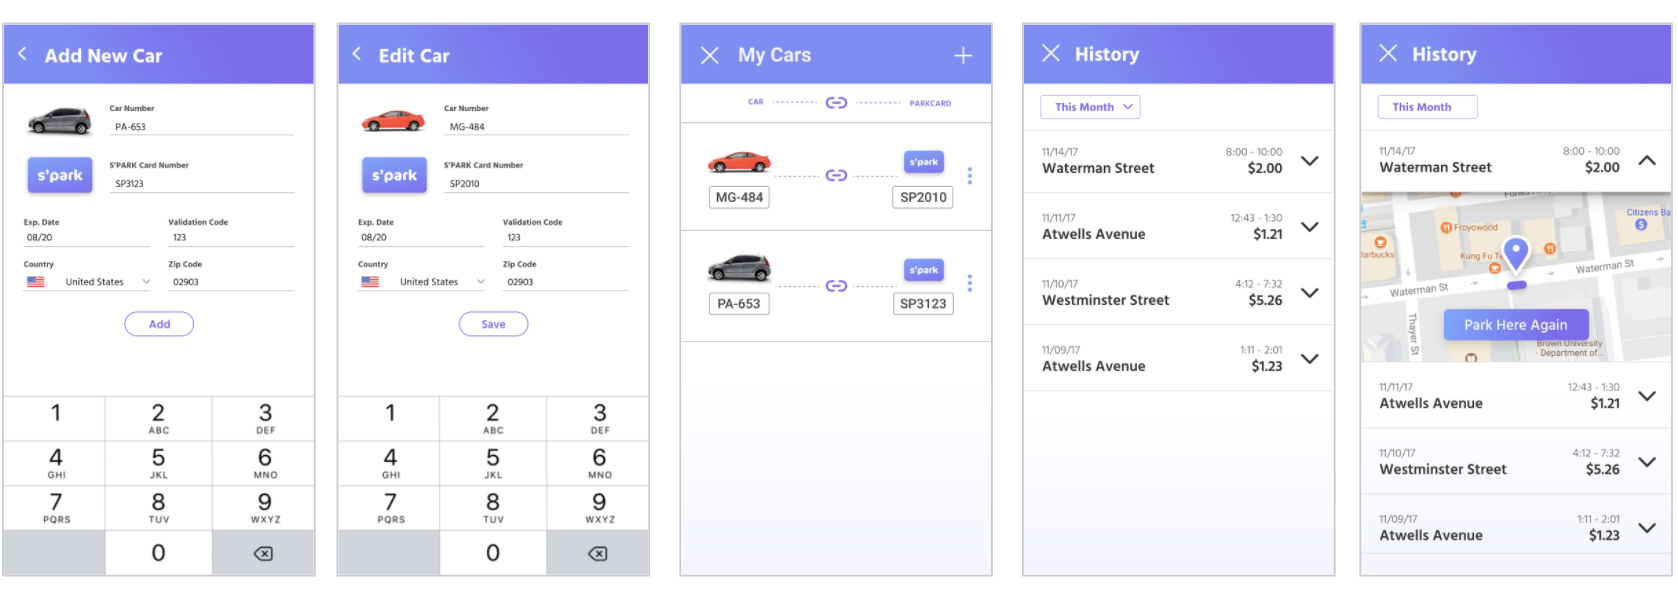 Add New Car
Car Number
PA-653
s'park
S'PARK Card Number
SP3123
Exp. Date
Validation Code
08/20
123
Country
Zip Code
United States
02903
Add
1
2
3
ABC
DEF
4
5
6
GHI
JKL
MNO
7
8
9
PQRS
TUV
WXYZ
0
Edit Car
Car Number
MG-484
s'park
S'PARK Card Number
SP2010
Exp. Date
Validation Code
08/20
123
Country
Zip Code
United States
02903
Save
1
2
3
ABC
DEF
4
5
6
GHI
JKL
MNO
7
8
9
PQRS
TUV
WXYZ
0
My Cars
CAR
PARKCARD
s'park
MG-484
SP2010
s'park
PA-653
SP3123
History
This Month
11/14/17
8:00 - 10:00
Waterman Street
$2.00
11/11/17
12:43 - 1:30
Atwells Avenue
$1.21
11/10/17
4:12 - 7:32
Westminster Street
$5.26
11/09/17
1:11 - 2:01
Atwells Avenue
$1.23
History
This Month
11/14/17
8:00 - 10:00
Waterman Street
$2.00
Citizens Ba
Froyoworld
tarbucks
Kung Fu T
Waterman St
Waterman St
Thayer St
Park Here Again
Brown University
- Department of...
11/11/17
12:43 - 1:30
Atwells Avenue
$1.21
11/10/17
4:12 - 7:32
Westminster Street
$5.26
11/09/17
1:11 - 2:01
Atwells Avenue
$1.23